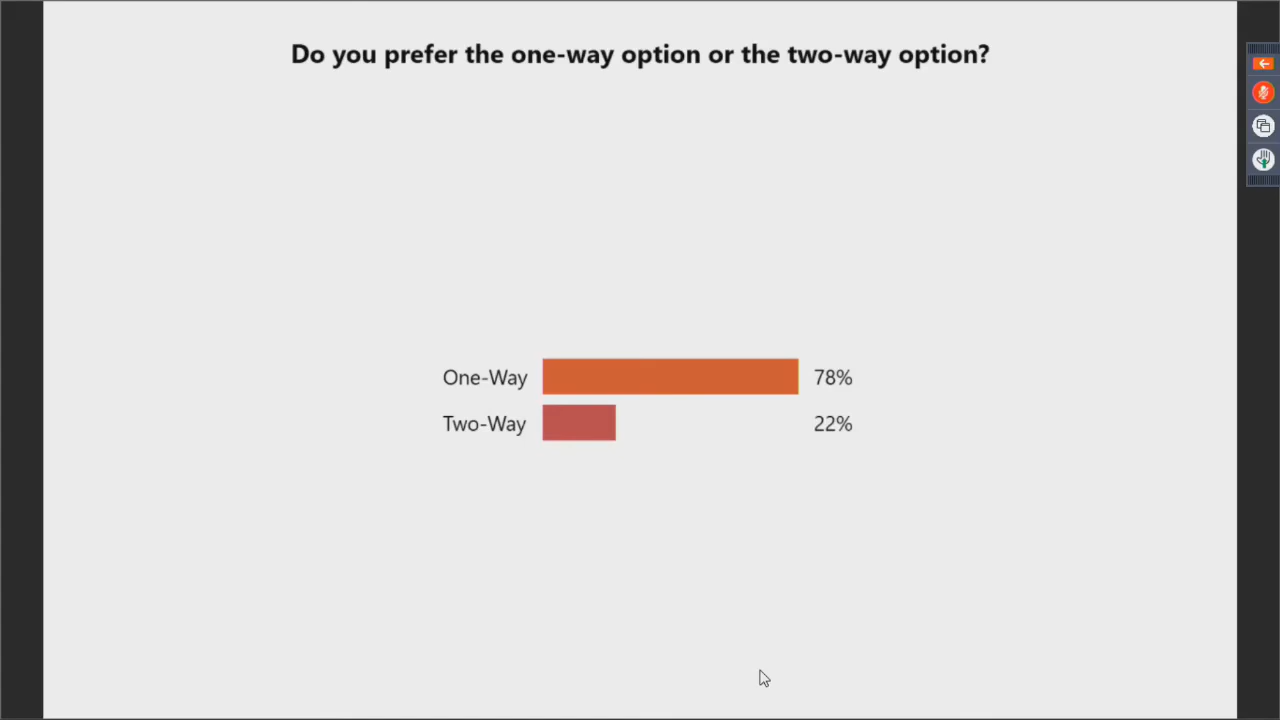 Do you prefer the one-way option or the two-way option?
One-Way 78%
Two-Way 22%